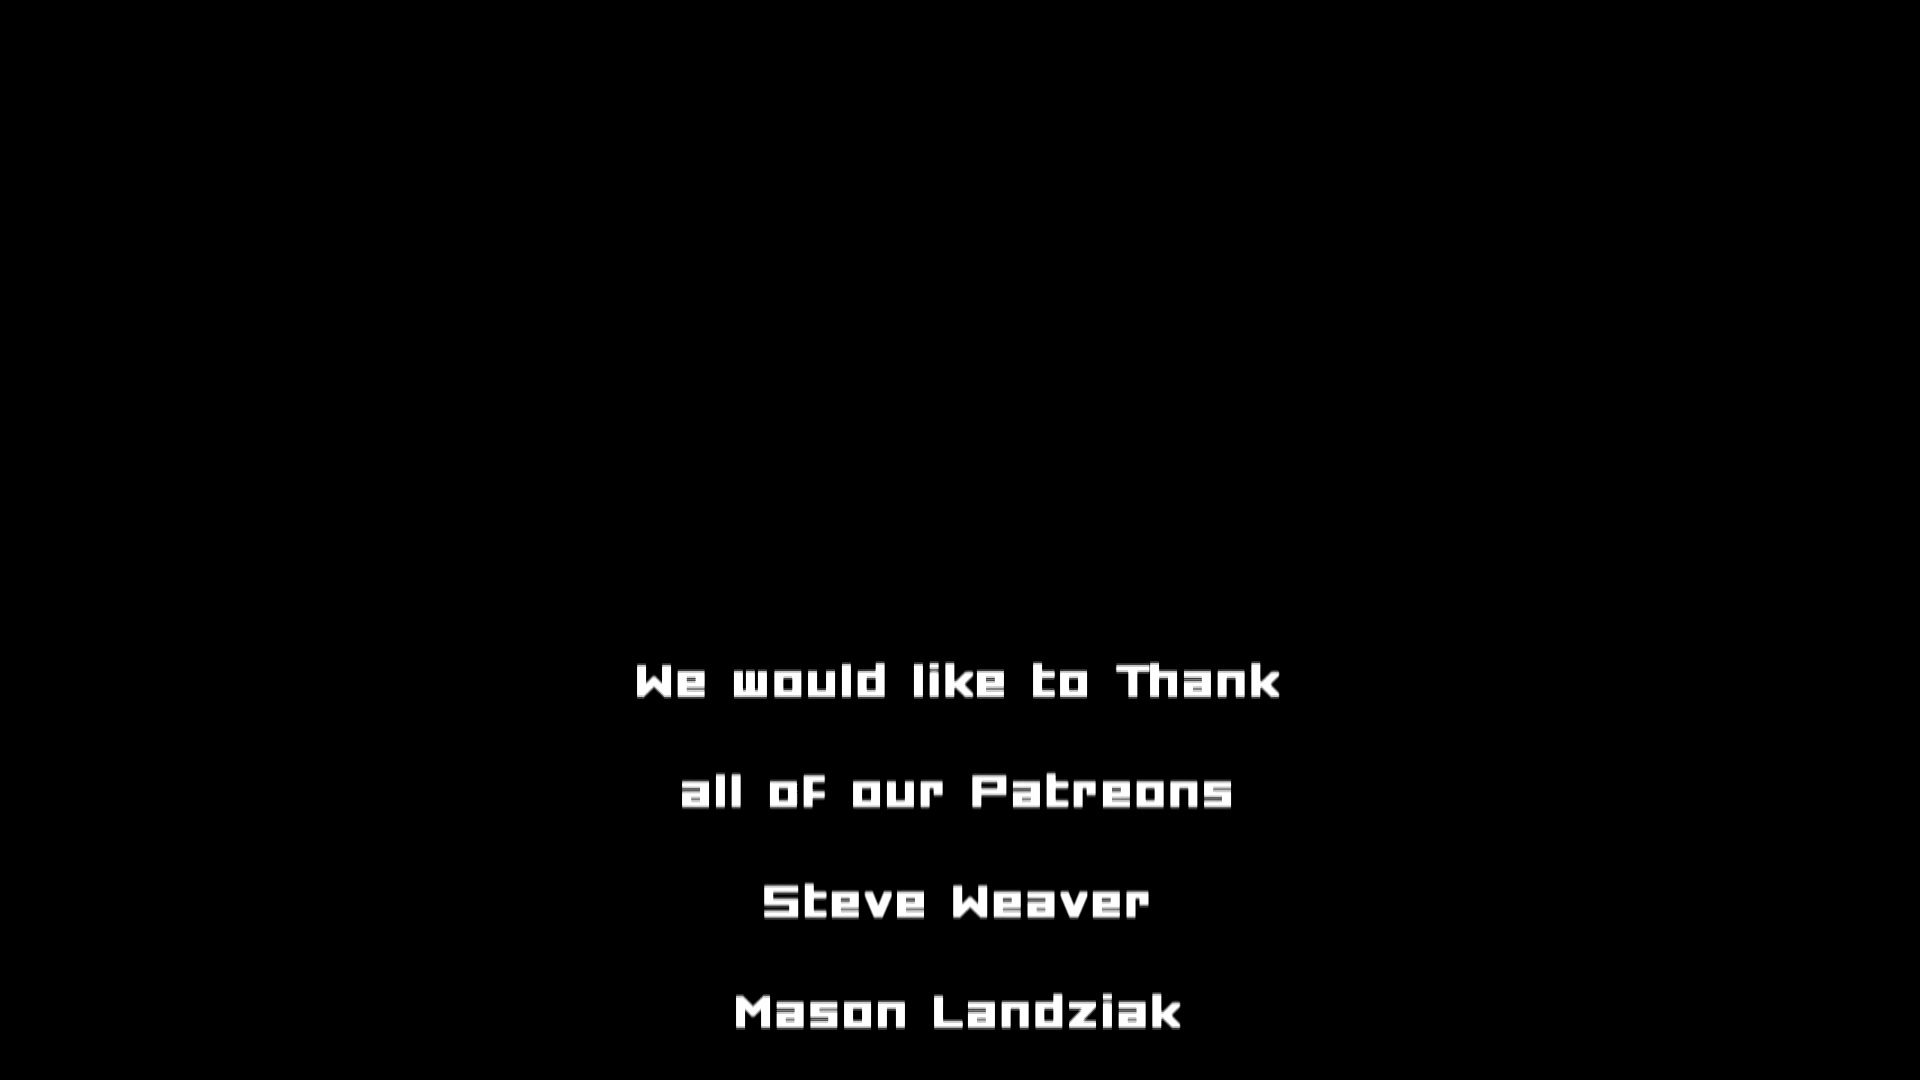 We would like to Thank
all of our Patreons
Steve Weaver
Mason Landziak